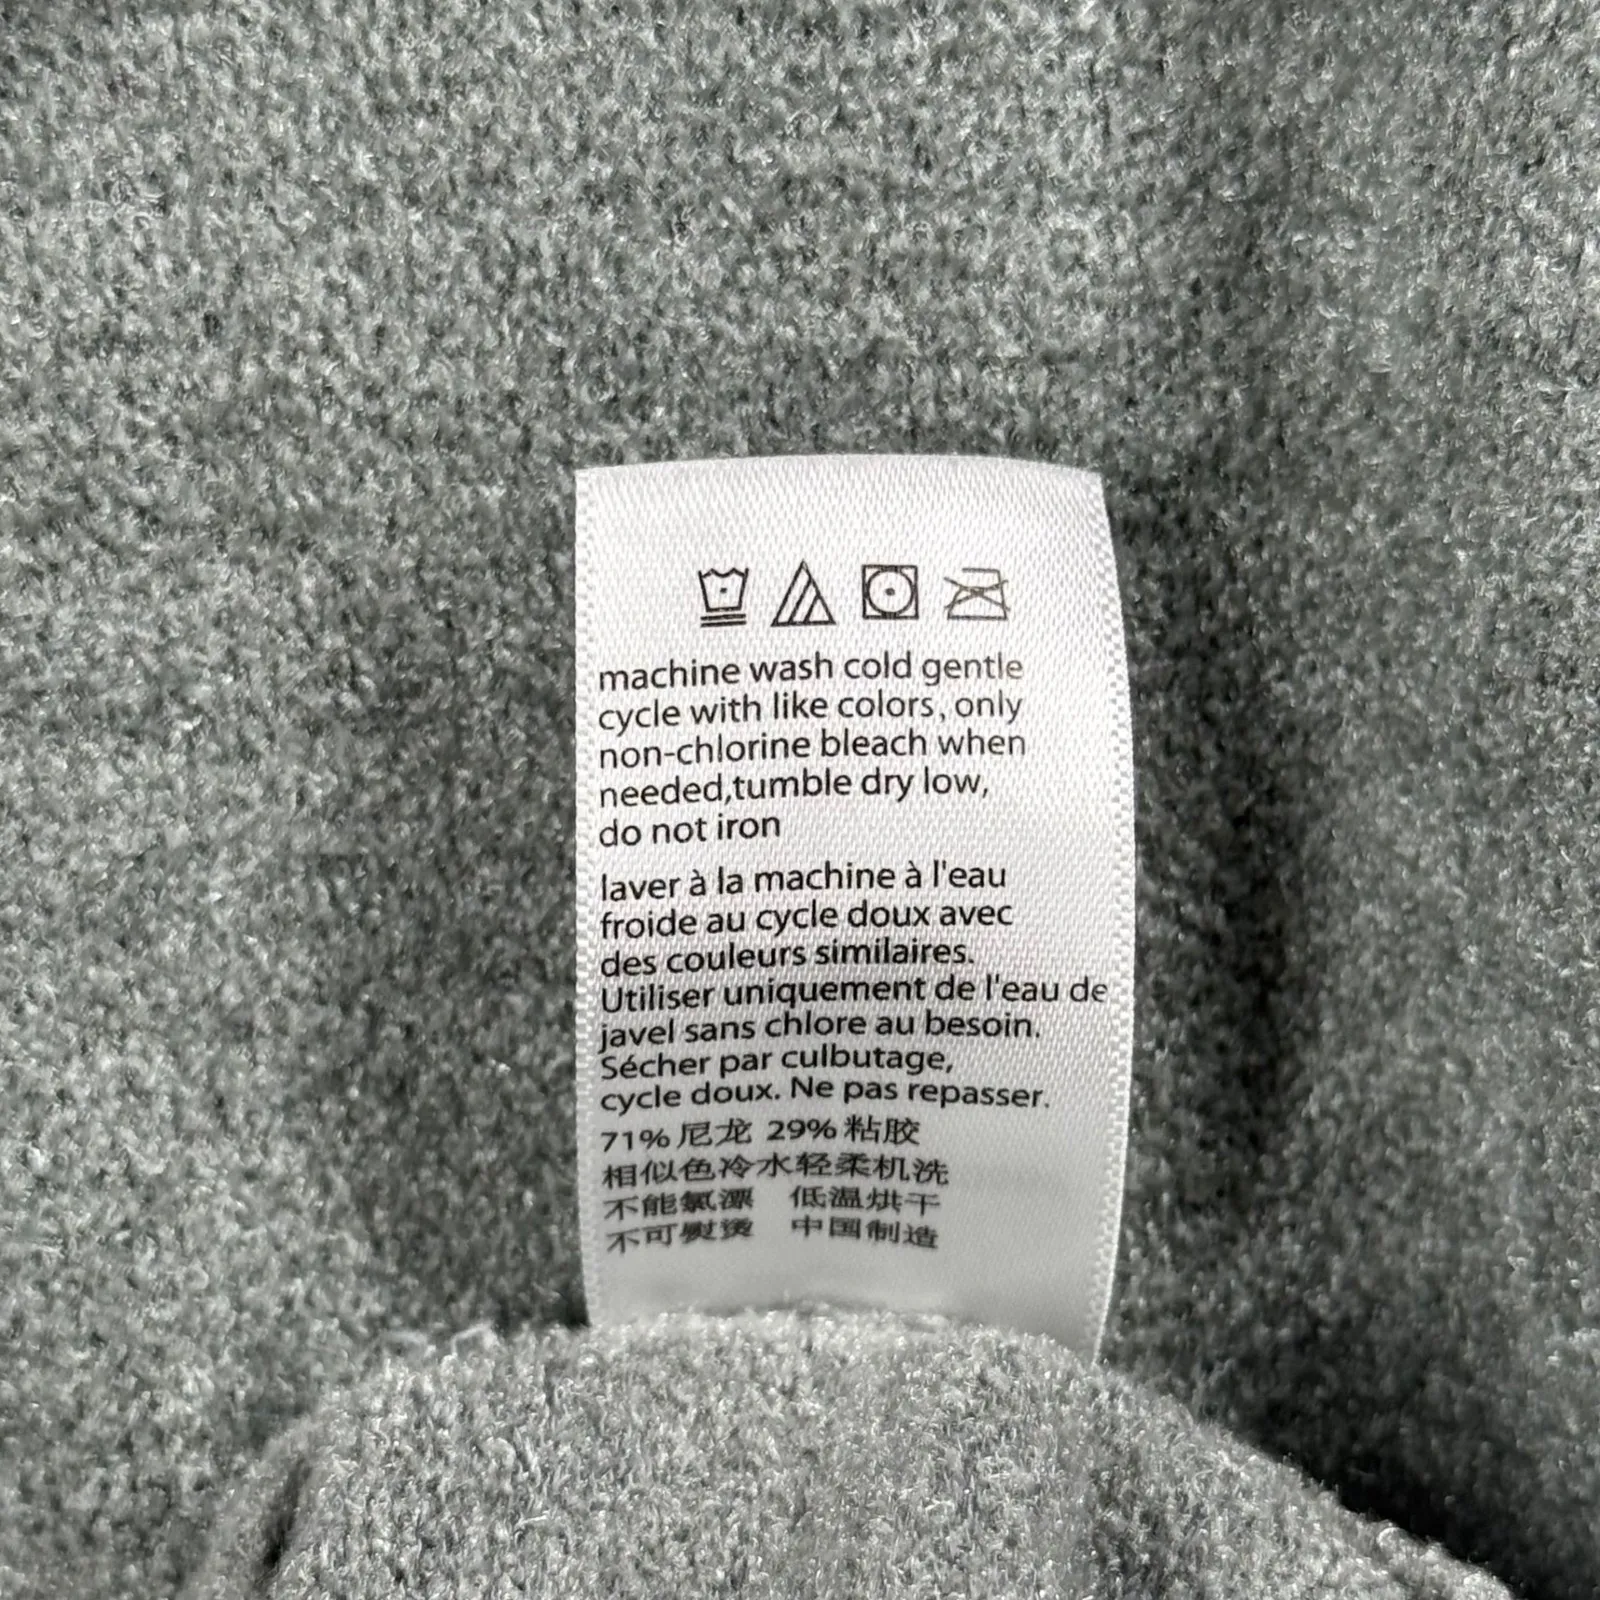 machine wash cold gentle
cycle with like colors, only
non-chlorine bleach when
needed,tumble dry low,
do not iron
laver à la machine à l'eau
froide au cycle doux avec
des couleurs similaires.
Utiliser uniquement de l'eau de
javel sans chlore au besoin.
Sécher par culbutage,
cycle doux. Ne pas repasser.
71% 尼龙 29% 粘胶
相似色冷水轻柔机洗
不能氯漂 低温烘干
不可熨烫 中国制造